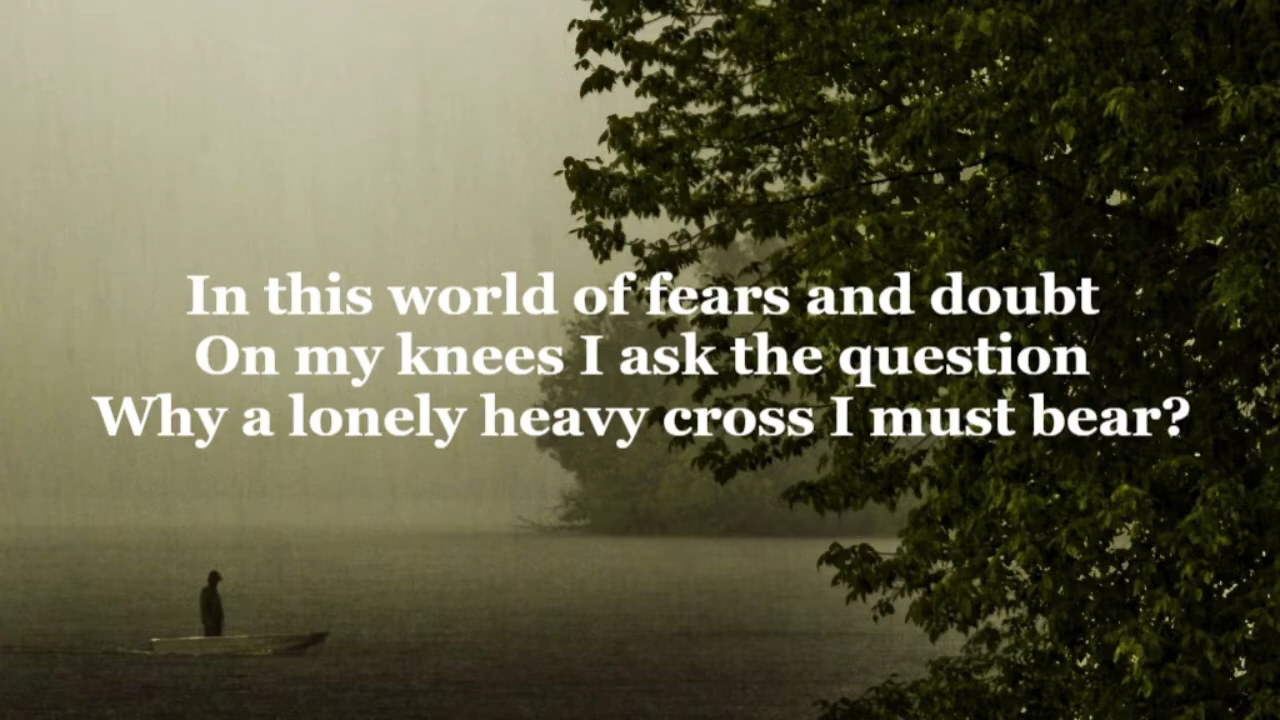 In this world of fears and doubt
On my knees I ask the question
Why a lonely heavy cross I must bear?